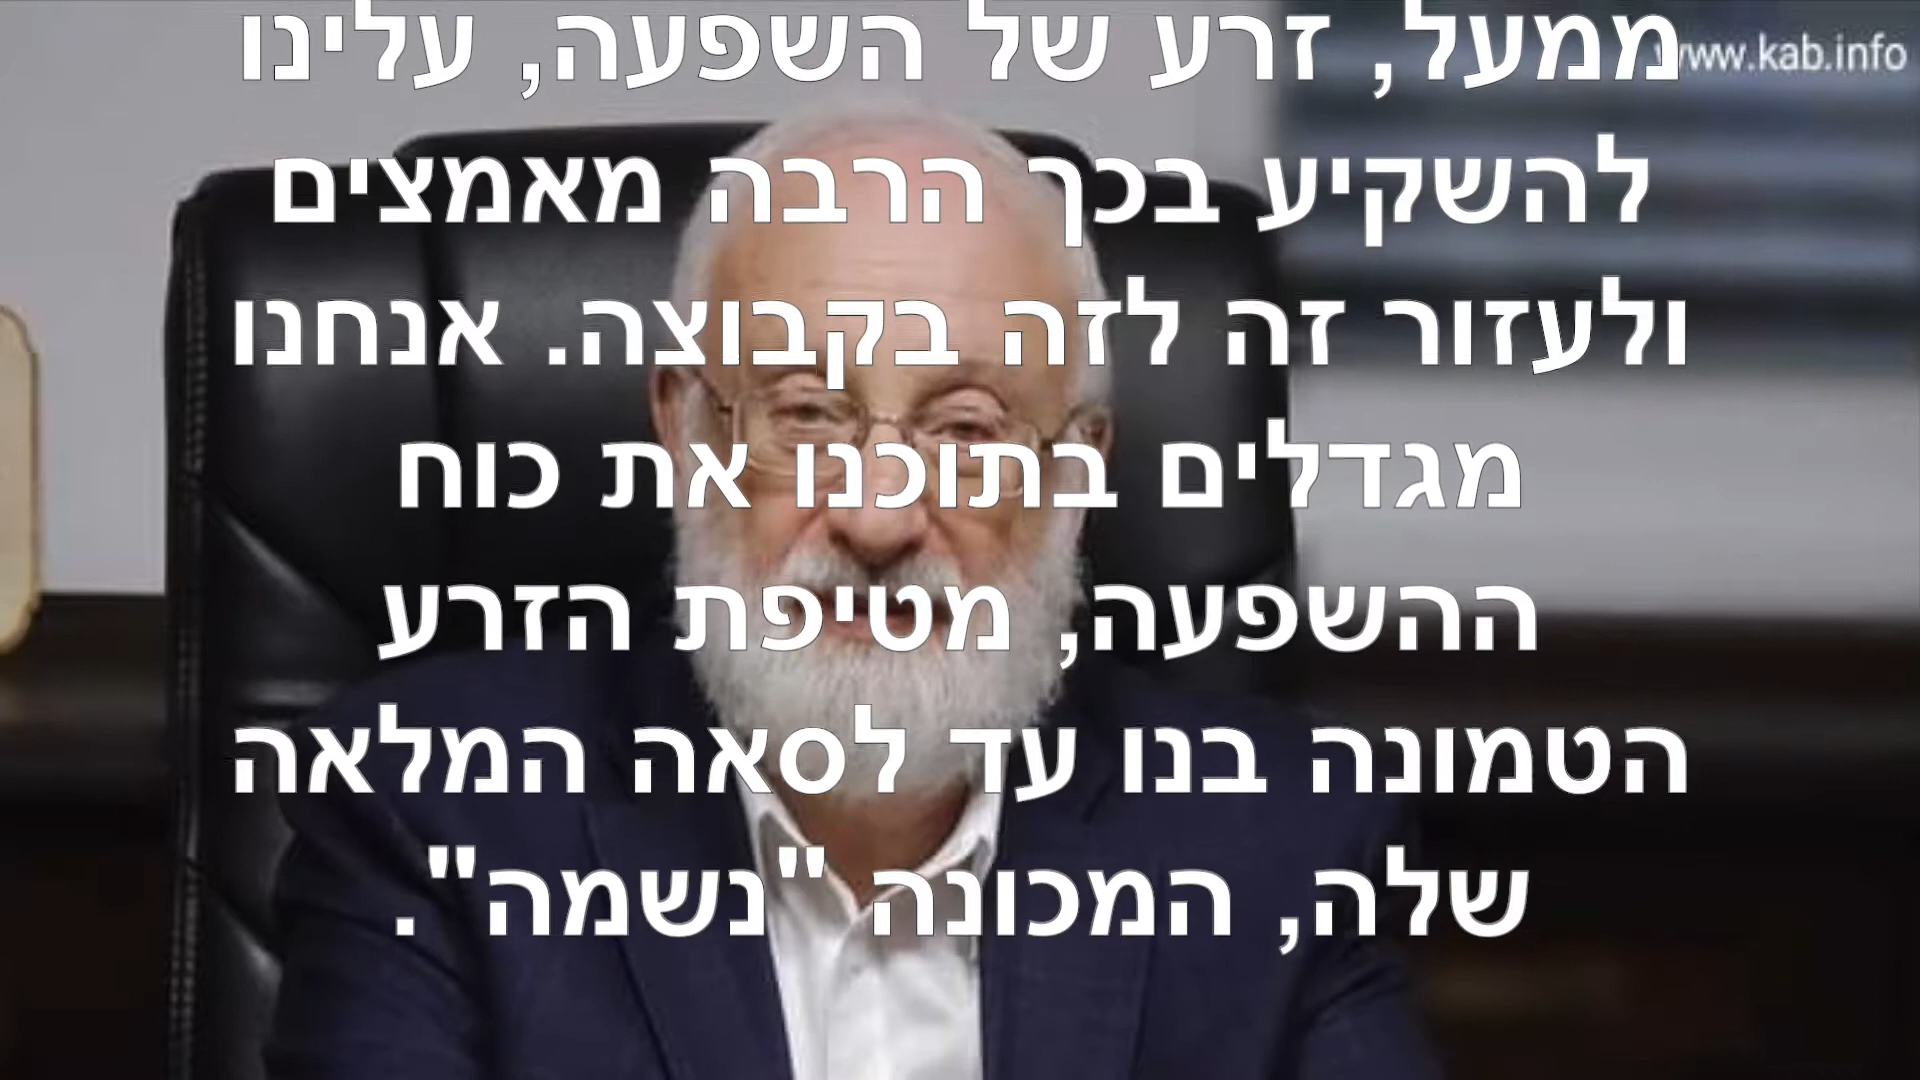 www.kab.info
ממעל, זרע של השפעה, עלינו
להשקיע בכך הרבה מאמצים
ולעזור זה לזה בקבוצה. אנחנו
מגדלים בתוכנו את כוח
ההשפעה, מטיפת הזרע
הטמונה בנו עד לסאה המלאה
שלה, המכונה "נשמה".